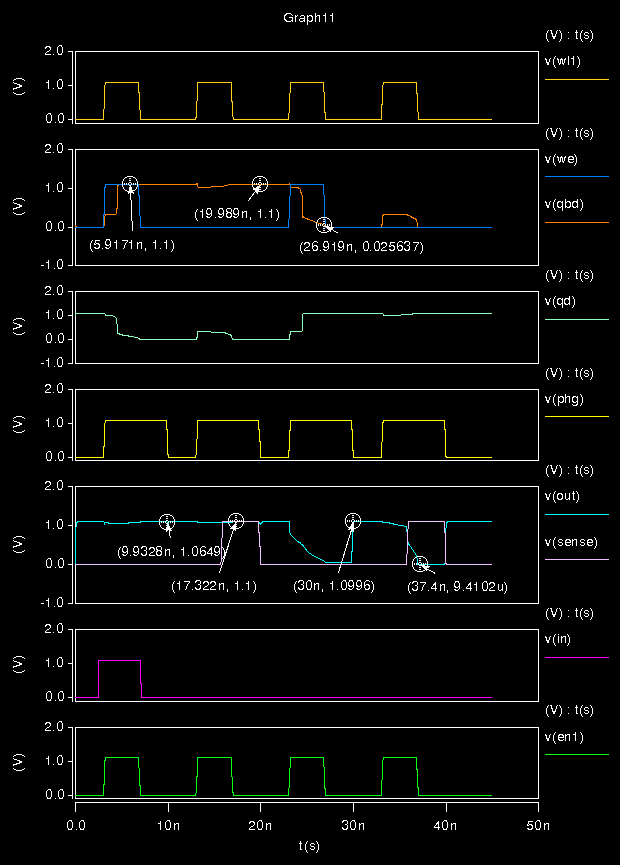 Graph11
(V) : t(s)
2.0
v(wl1)
(V)
1.0
0.0
(V) : t(s)
2.0
v(we)
1.0
(V)
v(qbd)
(19.989n, 1.1)
0.0
(5.9171n, 1.1)
(26.919n, 0.025637)
-1.0
(V) : t(s)
2.0
v(qd)
1.0
(V)
0.0
-1.0
(V) : t(s)
2.0
v(phg)
(V)
1.0
0.0
(V) : t(s)
2.0
v(out)
1.0
(V)
v(sense)
(9.9328n, 1.0649)
0.0
(17.322n, 1.1)
(30n, 1.0996)
(37.4n, 9.4102u)
-1.0
(V) : t(s)
2.0
v(in)
(V)
1.0
0.0
(V) : t(s)
2.0
v(en1)
(V)
1.0
0.0
0.0
10n
20n
30n
40n
50n
t(s)